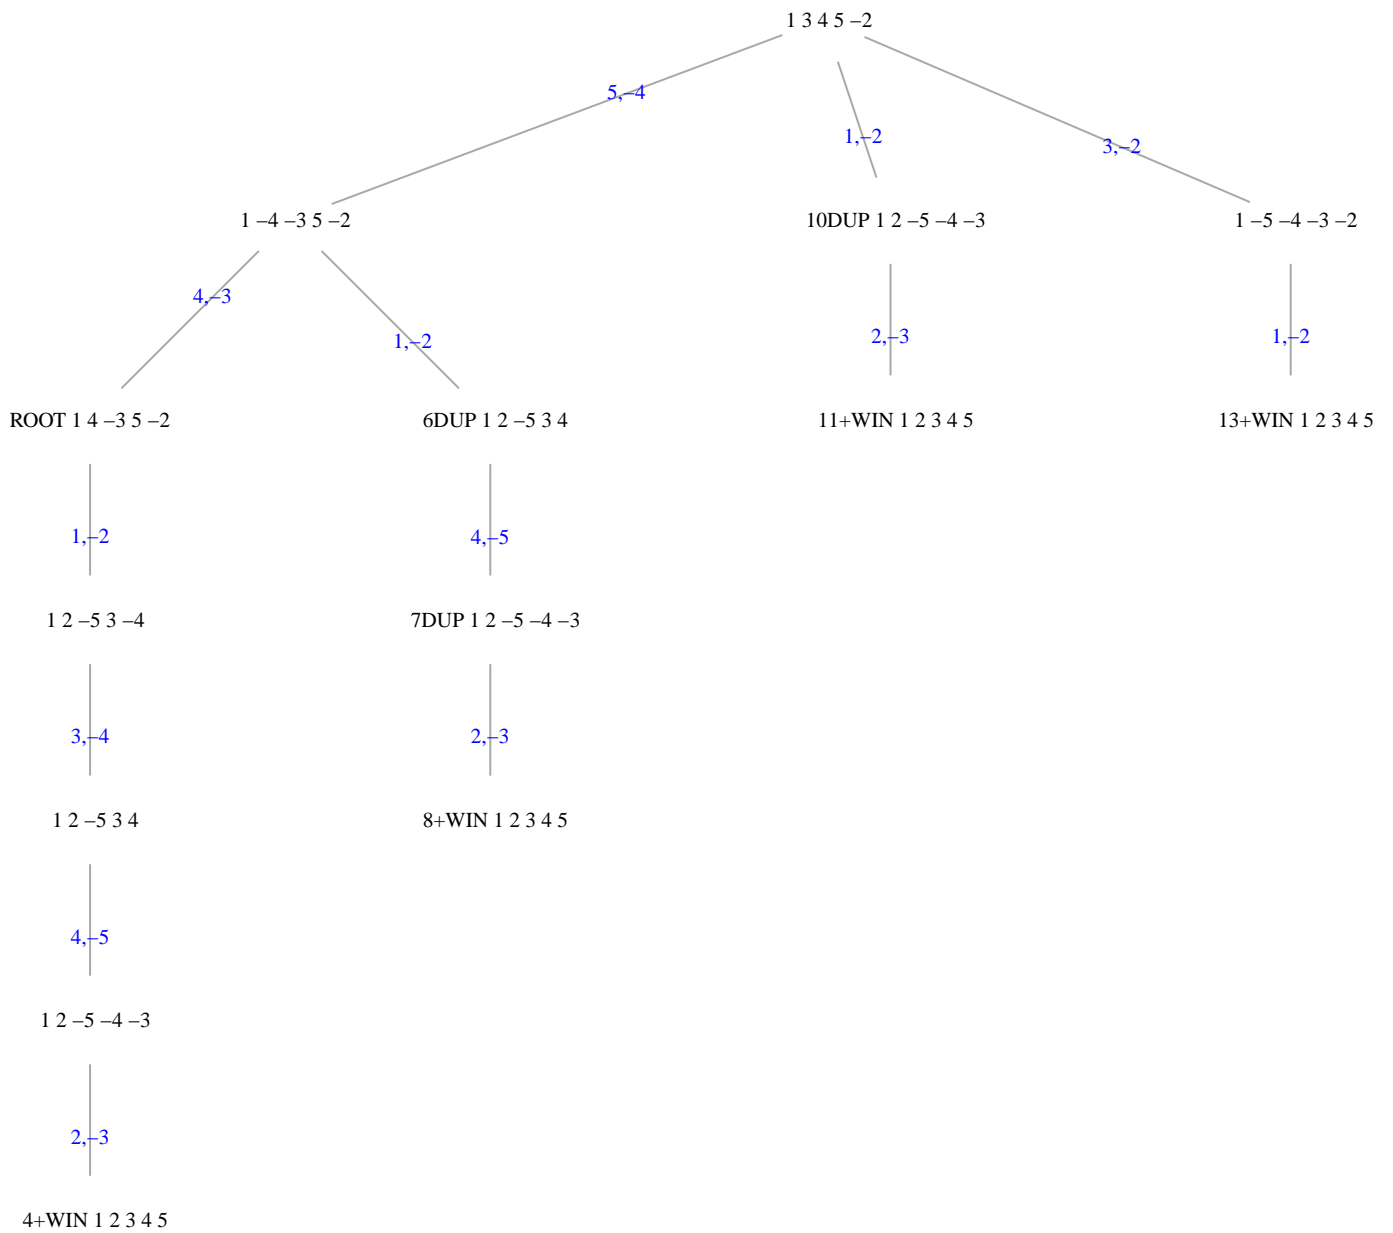 1 3 4 5 –2
5,–4
1,–2
3,–2
1 –4 –3 5 –2
10DUP 1 2 –5 –4 –3
1 –5 –4 –3 –2
4,–3
1,–2
2,–3
1,–2
ROOT 1 4 –3 5 –2
6DUP 1 2 –5 3 4
11+WIN 1 2 3 4 5
13+WIN 1 2 3 4 5
1,–2
4,–5
1 2 –5 3 –4
7DUP 1 2 –5 –4 –3
3,–4
2,–3
1 2 –5 3 4
8+WIN 1 2 3 4 5
4,–5
1 2 –5 –4 –3
2,–3
4+WIN 1 2 3 4 5